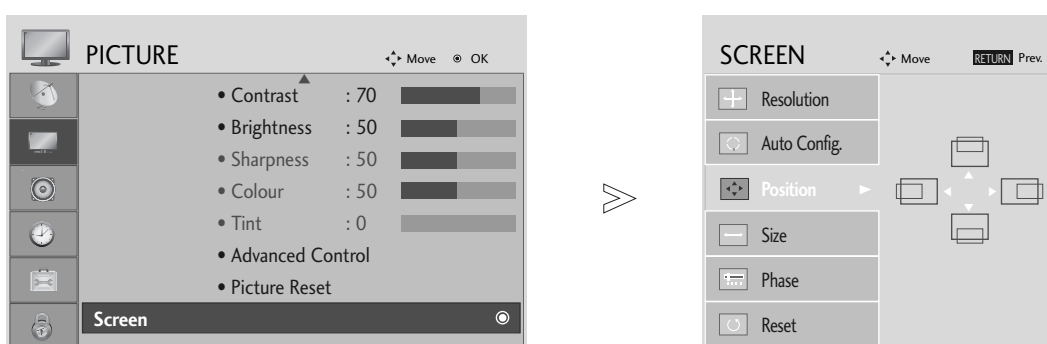 PICTURE
Move
OK
• Contrast : 70
• Brightness : 50
• Sharpness : 50
• Colour : 50
• Tint : 0
• Advanced Control
• Picture Reset
Screen
SCREEN
Move
RETURN Prev.
Resolution
Auto Config.
Position
Size
Phase
Reset